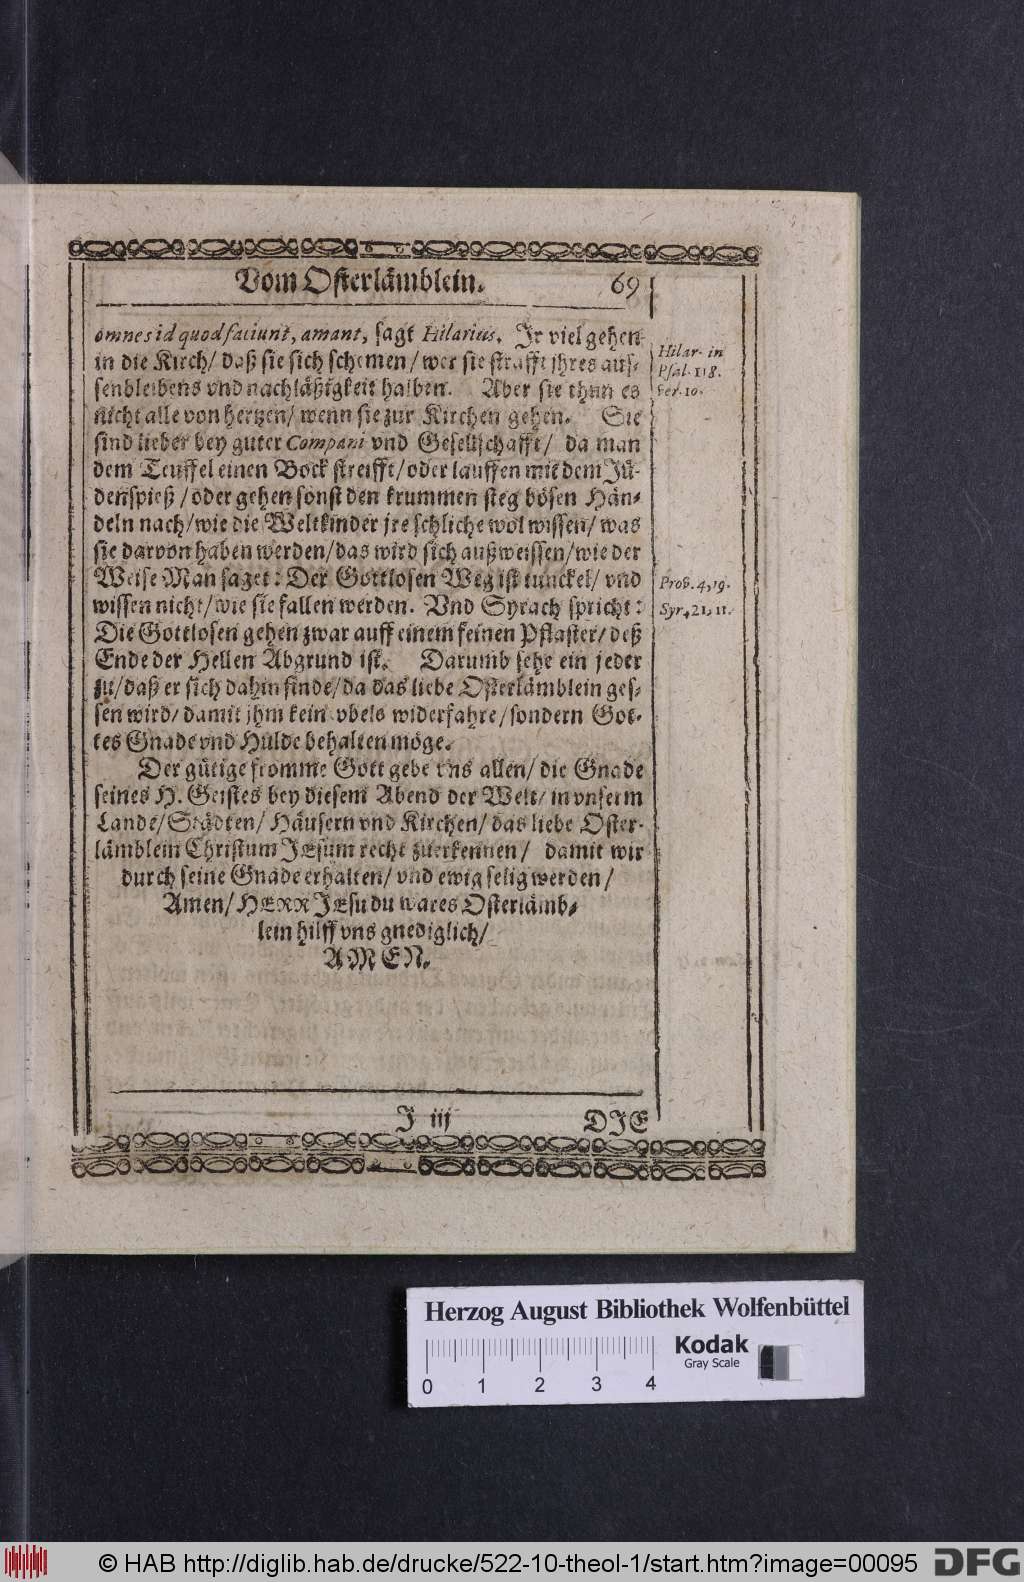 Vom Osterlämblein. 69
omnes id quod faciunt, amant, sagt Hilarius. Jr viel gehen
in die Kirch/ daß sie sich schemen/ wer sie strafft jhres aus-
senbleibens vnd nachläßigkeit halben. Aber sie thun es
nicht alle von hertzen/ wenn sie zur Kirchen gehen. Sie
sind lieber bey guter Compani vnd Gesellschafft/ da man
dem Teuffel einen Bock streifft/ oder lauffen mit dem Jü-
denspieß/ oder gehen sonst den krummen steg bösen Hän-
deln nach/ wie die Weltkinder jre schliche wol wissen/ was
sie darvon haben werden/ das wird sich außweissen/ wie der
Weise Man saget: Der Gottlosen Weg ist tunckel/ vnd
wissen nicht/ wie sie fallen werden. Vnd Syrach spricht:
Die Gottlosen gehen zwar auff einem feinen Pflaster/ deß
Ende der Hellen Abgrund ist. Darumb sehe ein jeder
zu/ daß er sich dahin finde/ da das liebe Osterlämblein ges-
sen wird/ damit jhm kein vbels widerfahre/ sondern Got-
tes Gnade vnd Hulde behalten möge.
Der gütige fromme Gott gebe vns allen/ die Gnade
seines H. Geistes bey diesem Abend der Welt/ in vnserm
Lande/ Städten/ Häusern vnd Kirchen/ das liebe Oster-
lämblein Christum JEsum recht zuerkennen/ damit wir
durch seine Gnade erhalten/ vnd ewig selig werden/
Amen/ HERR JEsu du wares Osterlämb-
lein hilff vns gnediglich/
AMEN.
Hilar. in
Psal. 118.
ser. 10.
Prov. 4, 19.
Syr. 21, 11.
J iij DIE
Herzog August Bibliothek Wolfenbüttel
Kodak
Gray Scale
0 1 2 3 4
© HAB http://diglib.hab.de/drucke/522-10-theol-1/start.htm?image=00095 DFG